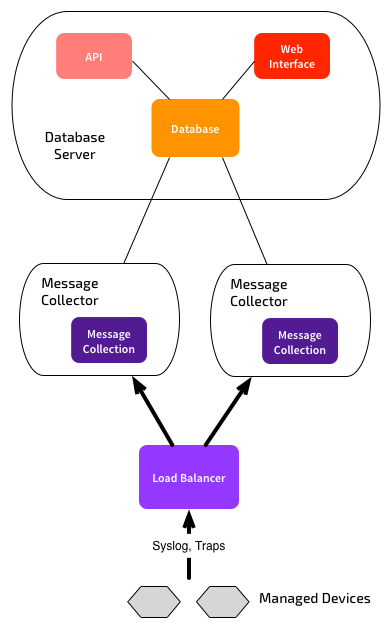 API
Web
Interface
Database
Database
Server
Message
Collector
Message
Collection
Message
Collector
Message
Collection
Load Balancer
Syslog, Traps
Managed Devices